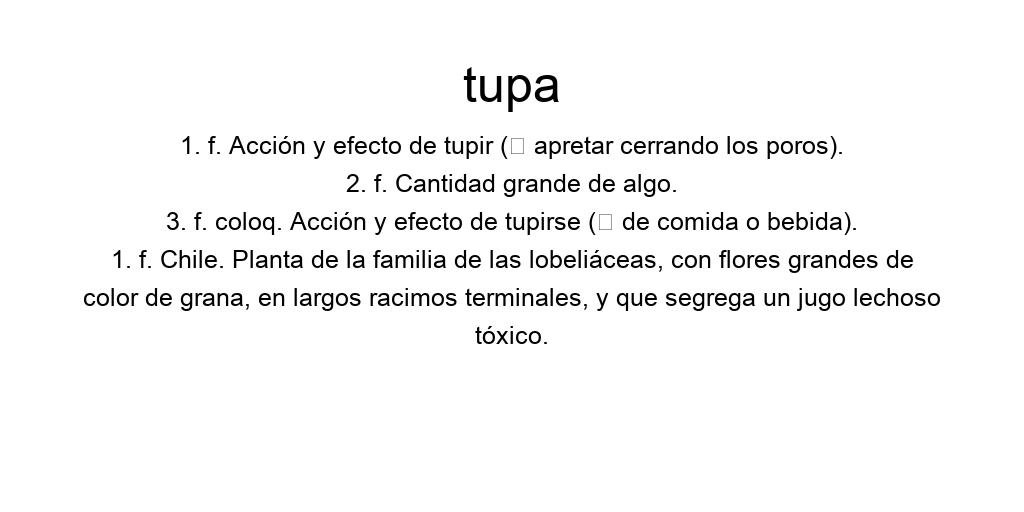 tupa
1. f. Acción y efecto de tupir (▯ apretar cerrando los poros).
2. f. Cantidad grande de algo.
3. f. coloq. Acción y efecto de tupirse (▯ de comida o bebida).
1. f. Chile. Planta de la familia de las lobeliáceas, con flores grandes de
color de grana, en largos racimos terminales, y que segrega un jugo lechoso
tóxico.